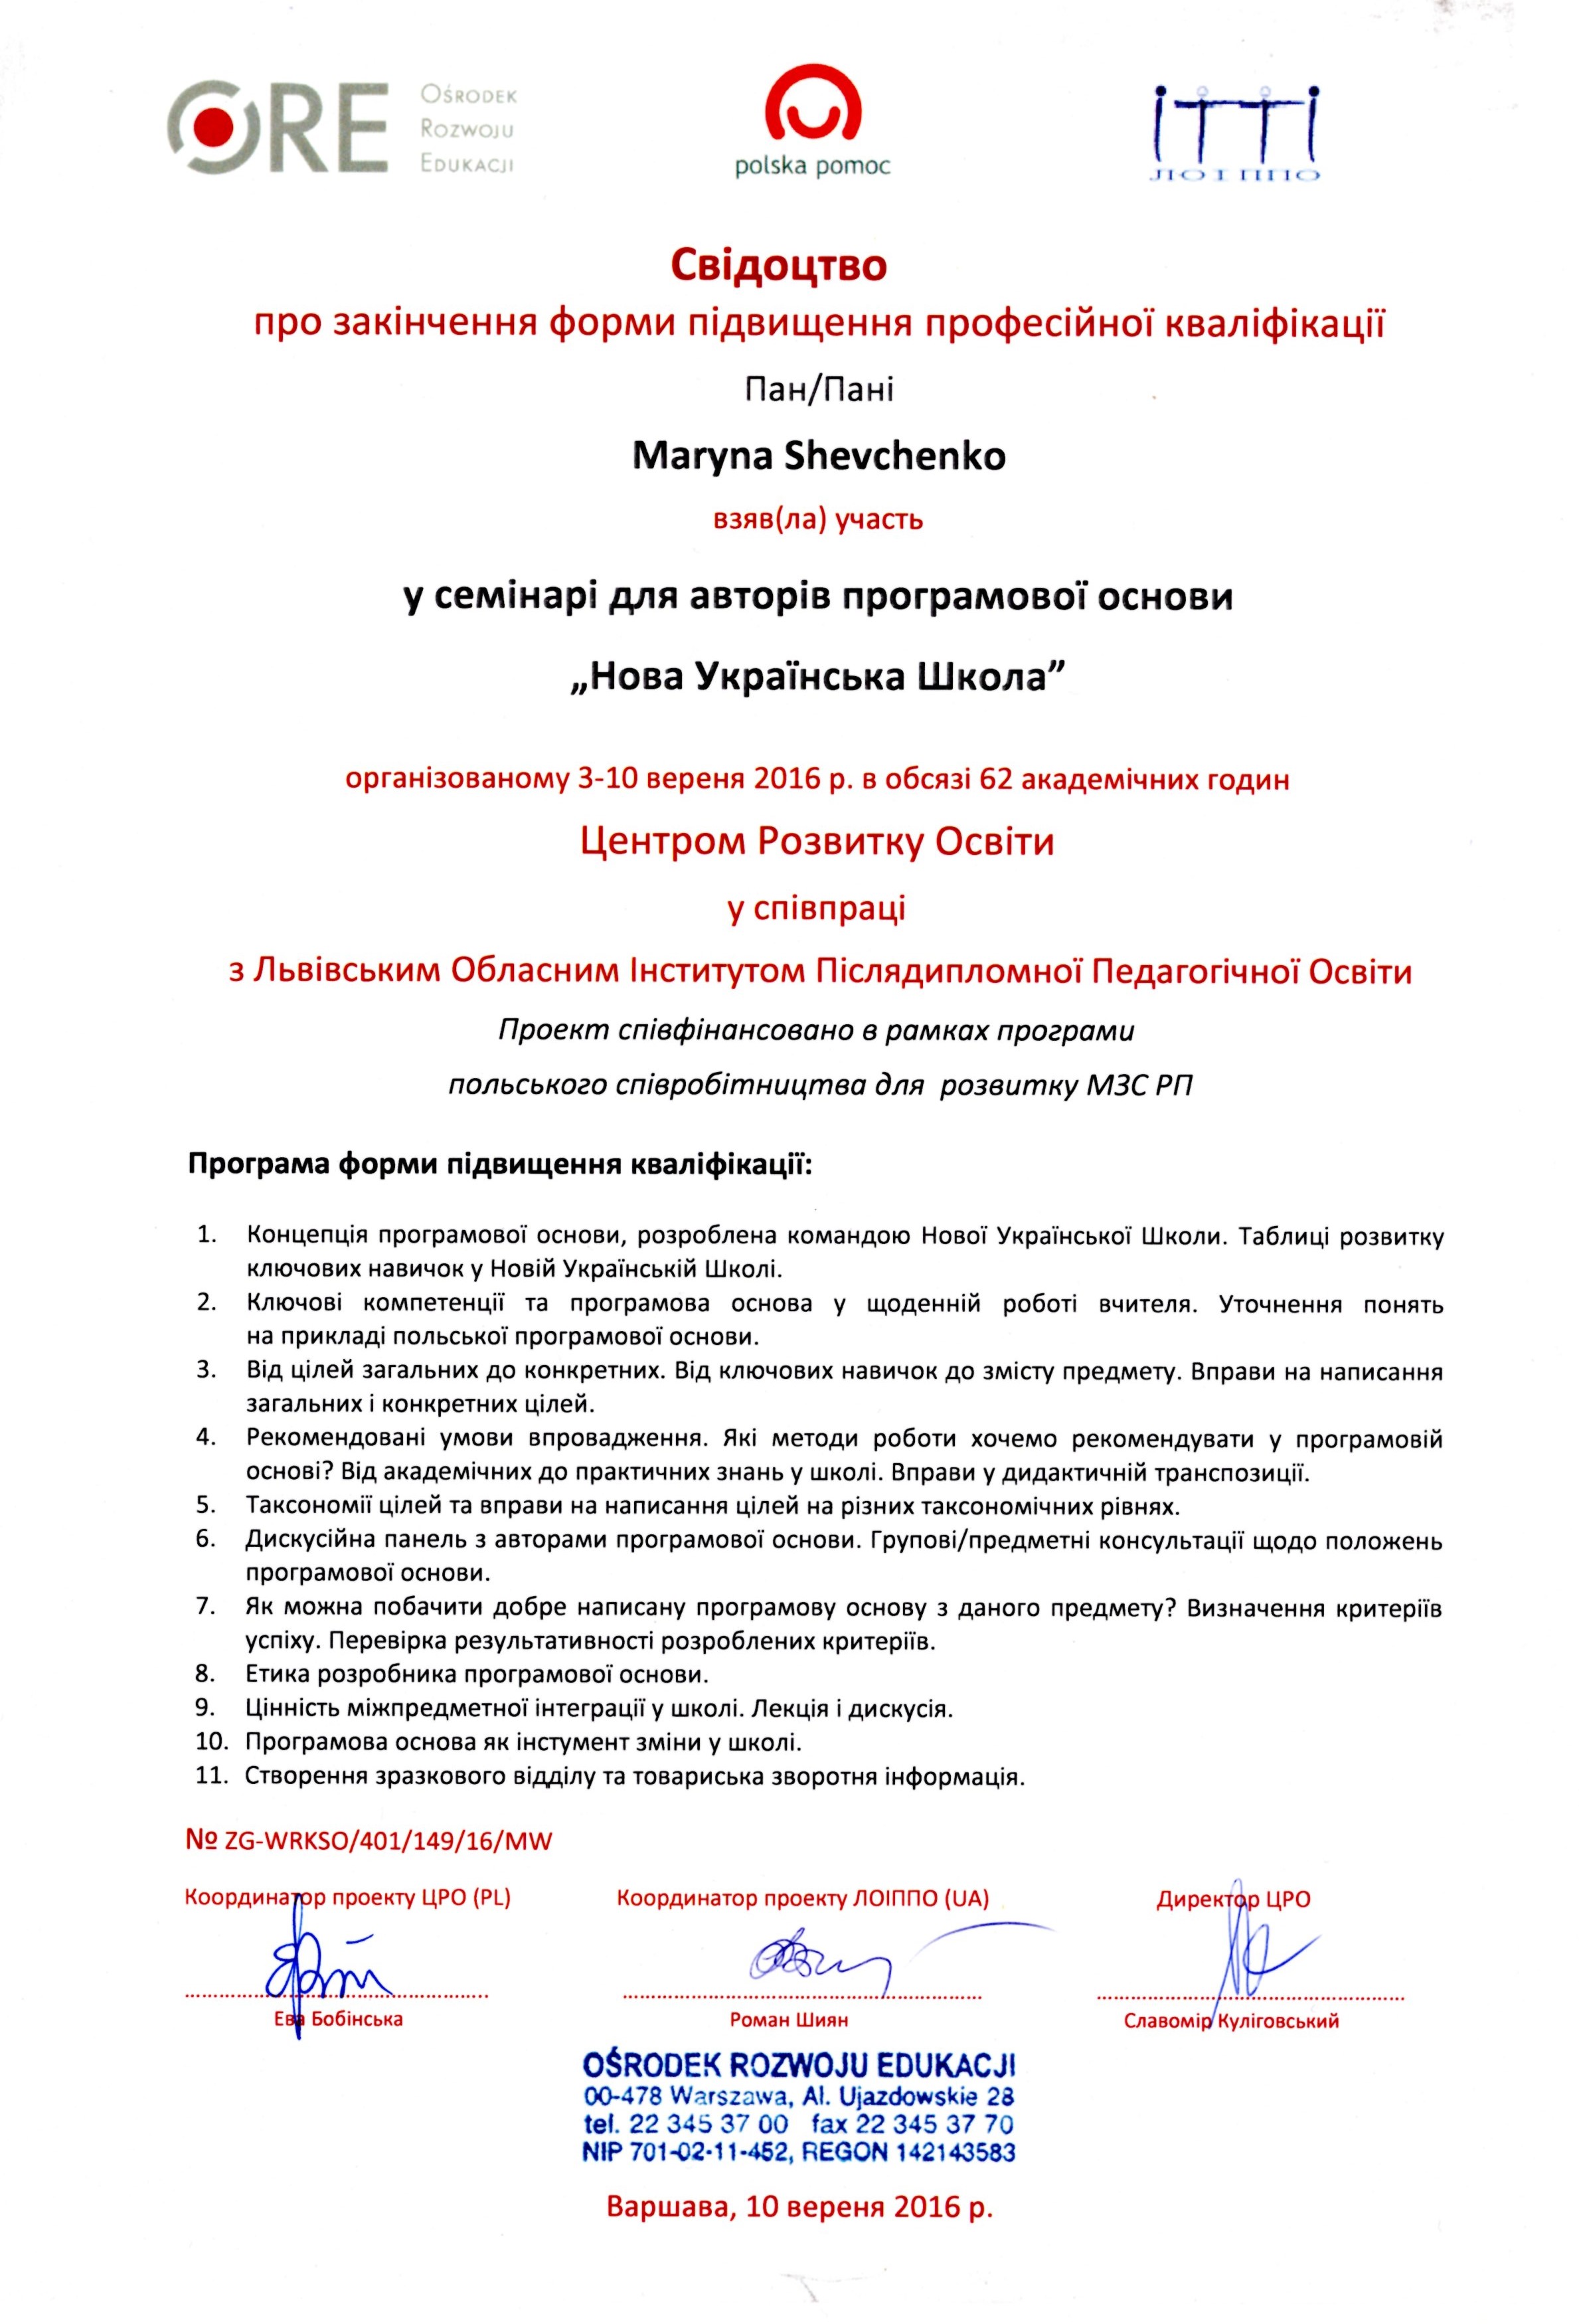 ORE OŚRODEK
ROZWOJU
EDUKACJI
polska pomoc
ІТТІ
ЛОІППО
Свідоцтво
про закінчення форми підвищення професійної кваліфікації
Пан/Пані
Maryna Shevchenko
взяв(ла) участь
у семінарі для авторів програмової основи
„Нова Українська Школа”
організованому 3-10 вереня 2016 р. в обсязі 62 академічних годин
Центром Розвитку Освіти
у співпраці
з Львівським Обласним Інститутом Післядипломної Педагогічної Освіти
Проект співфінансовано в рамках програми
польського співробітництва для розвитку МЗС РП
Програма форми підвищення кваліфікації:
1. Концепція програмової основи, розроблена командою Нової Української Школи. Таблиці розвитку
ключових навичок у Новій Українській Школі.
2. Ключові компетенції та програмова основа у щоденній роботі вчителя. Уточнення понять
на прикладі польської програмової основи.
3. Від цілей загальних до конкретних. Від ключових навичок до змісту предмету. Вправи на написання
загальних і конкретних цілей.
4. Рекомендовані умови впровадження. Які методи роботи хочемо рекомендувати у програмовій
основі? Від академічних до практичних знань у школі. Вправи у дидактичній транспозиції.
5. Таксономії цілей та вправи на написання цілей на різних таксономічних рівнях.
6. Дискусійна панель з авторами програмової основи. Групові/предметні консультації щодо положень
програмової основи.
7. Як можна побачити добре написану програмову основу з даного предмету? Визначення критеріїв
успіху. Перевірка результативності розроблених критеріїв.
8. Етика розробника програмової основи.
9. Цінність міжпредметної інтеграції у школі. Лекція і дискусія.
10. Програмова основа як інстумент зміни у школі.
11. Створення зразкового відділу та товариська зворотня інформація.
№ ZG-WRKSO/401/149/16/MW
Координатор проекту ЦРО (PL) Координатор проекту ЛОІППО (UA) Директор ЦРО
Ева Бобінська Роман Шиян Славомір Куліговський
OŚRODEK ROZWOJU EDUKACJI
00-478 Warszawa, Al. Ujazdowskie 28
tel. 22 345 37 00 fax 22 345 37 70
NIP 701-02-11-452, REGON 142143583
Варшава, 10 вереня 2016 р.